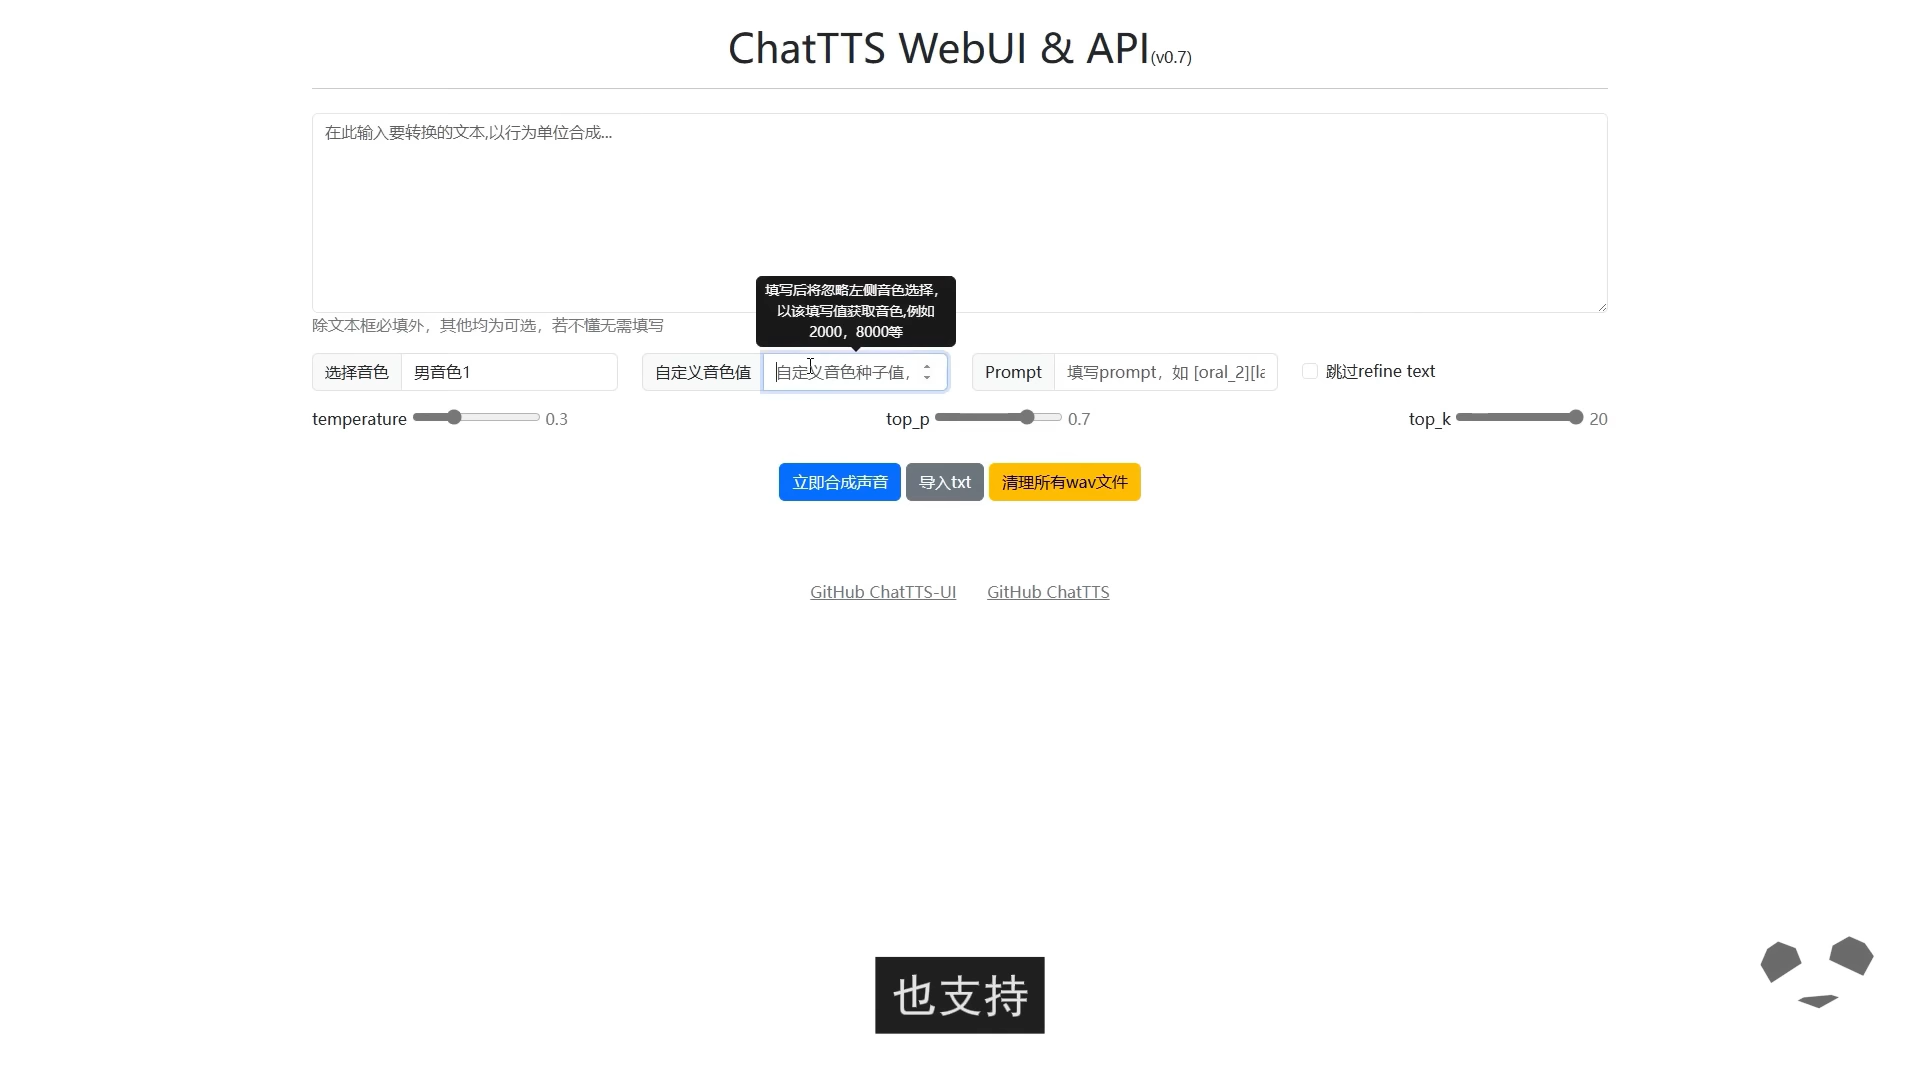 ChatTTS WebUI & API(v0.7)
在此输入要转换的文本,以行为单位合成...
填写后将忽略左侧音色选择，
以该填写值获取音色,例如
2000，8000等
除文本框必填外，其他均为可选，若不懂无需填写
选择音色 男音色1 自定义音色值 自定义音色种子值， Prompt 填写prompt，如 [oral_2][la 跳过refine text
temperature 0.3 top_p 0.7 top_k 20
立即合成声音 导入txt 清理所有wav文件
GitHub ChatTTS-UI GitHub ChatTTS
也支持